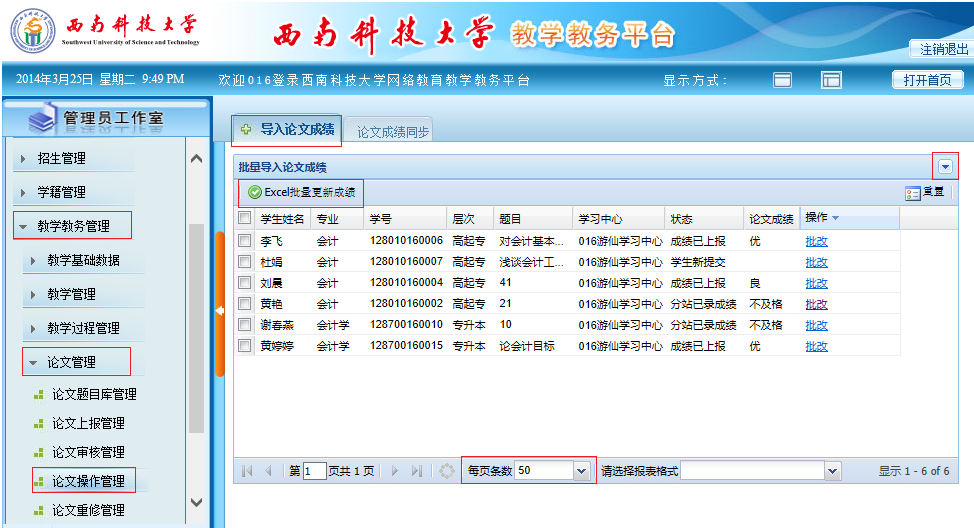 西南科技大学
Southwest University of Science and Technology
西南科技大学 教学教务平台
注销退出
2014年3月25日 星期二 9:49 PM 欢迎016登录西南科技大学网络教育教学教务平台 显示方式: 打开首页
管理员工作室
招生管理
学籍管理
教学教务管理
教学基础数据
教学管理
教学过程管理
论文管理
论文题目库管理
论文上报管理
论文审核管理
论文操作管理
论文重修管理
导入论文成绩 论文成绩同步
批量导入论文成绩
Excel批量更新成绩 重置
学生姓名 专业 学号 层次 题目 学习中心 状态 论文成绩 操作
李飞 会计 128010160006 高起专 对会计基本... 016游仙学习中心 成绩已上报 优 批改
杜娟 会计 128010160007 高起专 浅谈会计工... 016游仙学习中心 学生新提交 批改
刘晨 会计 128010160004 高起专 41 016游仙学习中心 成绩已上报 良 批改
黄艳 会计 128010160002 高起专 21 016游仙学习中心 分站已录成绩 不及格 批改
谢春燕 会计学 128700160010 专升本 10 016游仙学习中心 分站已录成绩 不及格 批改
黄婷婷 会计学 128700160015 专升本 论会计目标 016游仙学习中心 成绩已上报 优 批改
第 1 页共 1 页 每页条数 50 请选择报表格式 显示 1 - 6 of 6